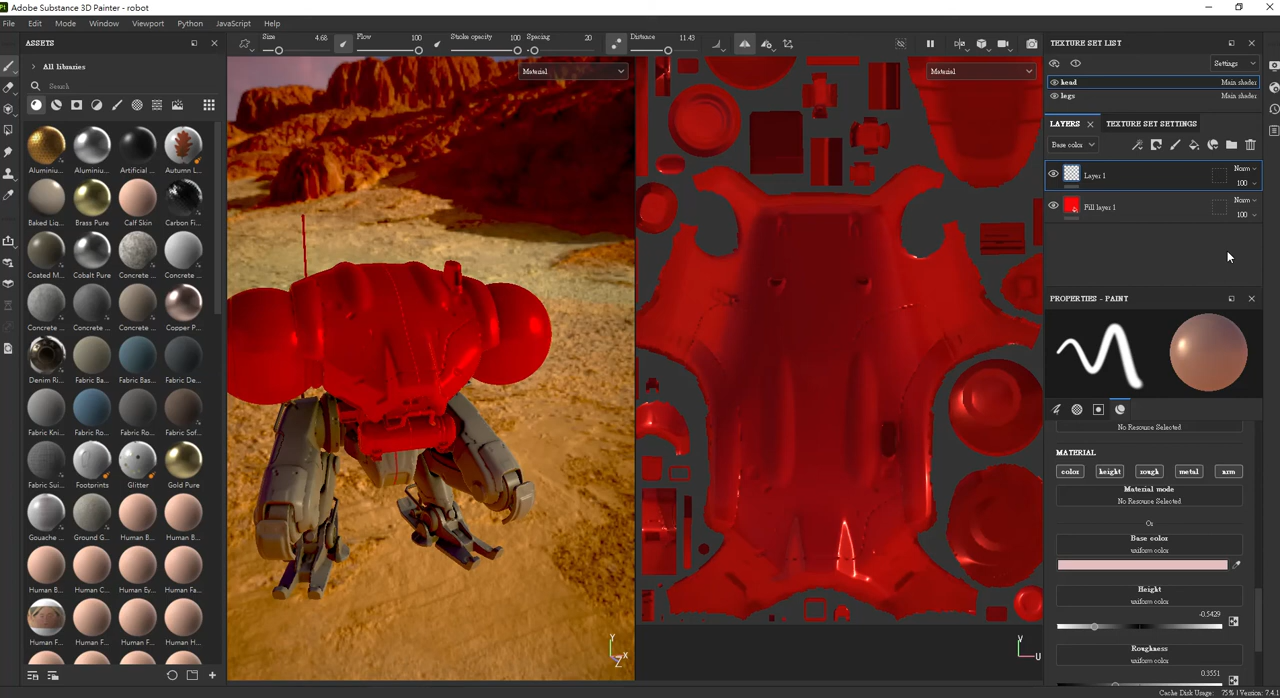 Adobe Substance 3D Painter - robot
File Edit Mode Window Viewport Python JavaScript Help
ASSETS
Size 4.68 Flow 100 Stroke opacity 100 Spacing 20 Distance 11.43
All libraries
Search
Material
Material
Aluminiu... Aluminiu... Artificial ... Autumn L...
Baked Lig... Brass Pure Calf Skin Carbon Fi...
Coated M... Cobalt Pure Concrete ... Concrete ...
Concrete ... Concrete ... Concrete ... Copper P...
Denim Ri... Fabric Ba... Fabric Bas... Fabric De...
Fabric Kni... Fabric Ro... Fabric Ro... Fabric Sof...
Fabric Sui... Footprints Glitter Gold Pure
Gouache ... Ground G... Human B... Human B...
Human B... Human C... Human Ey... Human Fa...
Human F... Human F... Human F... Human F...
Y
X
Z
V
U
TEXTURE SET LIST
Settings
head Main shader
legs Main shader
LAYERS TEXTURE SET SETTINGS
Base color
Layer 1 Norm 100
Fill layer 1 Norm 100
PROPERTIES - PAINT
No Resource Selected
MATERIAL
color height rough metal nrm
Material mode
No Resource Selected
Or
Base color
uniform color
Height
uniform color
-0.5429
Roughness
uniform color
0.3551
Cache Disk Usage: 75% | Version: 7.4.1